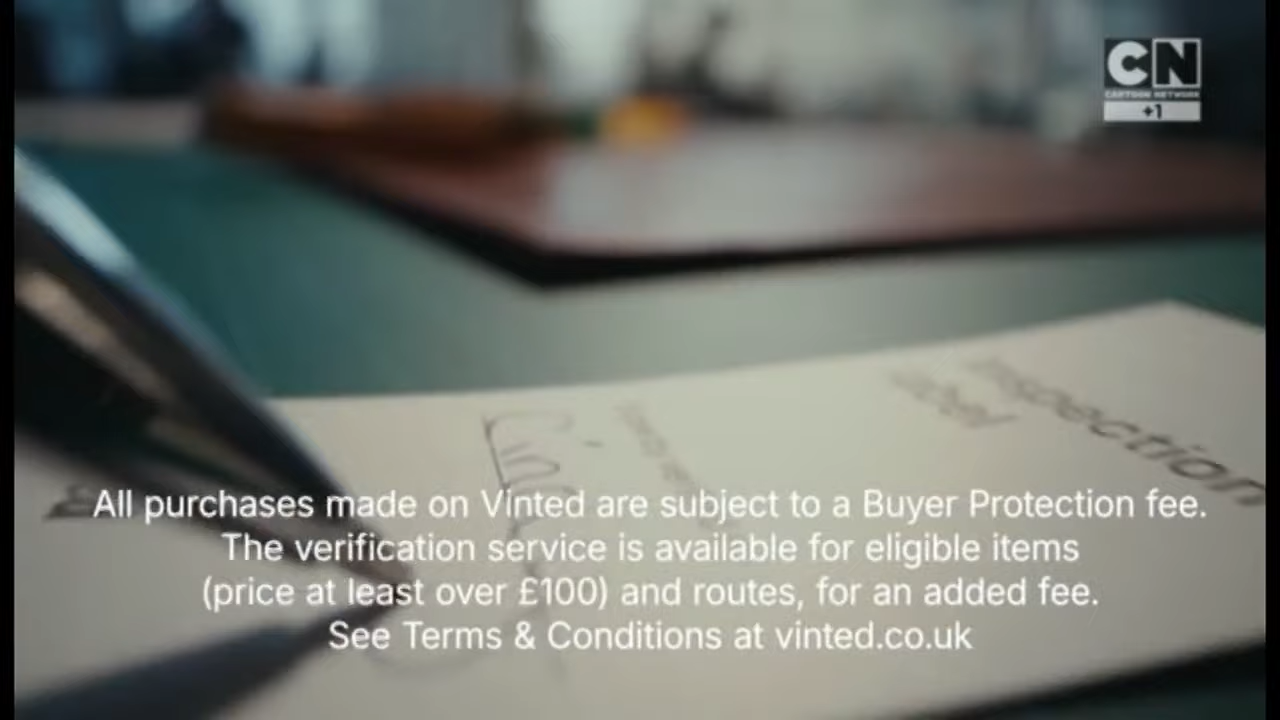 CN
CARTOON NETWORK
+1
Inspection
label
All purchases made on Vinted are subject to a Buyer Protection fee.
The verification service is available for eligible items
(price at least over £100) and routes, for an added fee.
See Terms & Conditions at vinted.co.uk